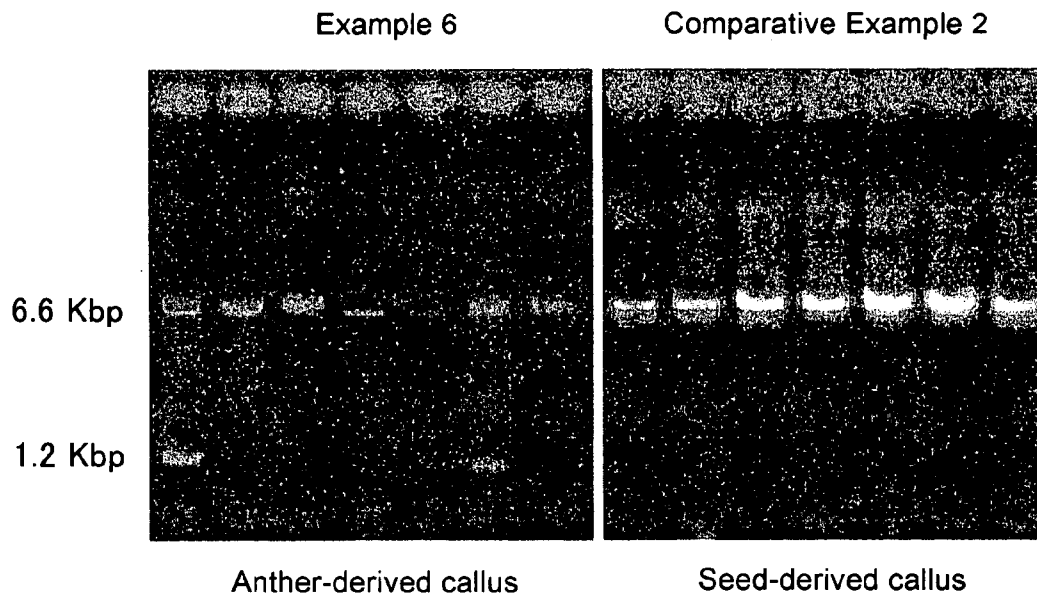 Example 6
Comparative Example 2
6.6 Kbp
1.2 Kbp
Anther-derived callus
Seed-derived callus